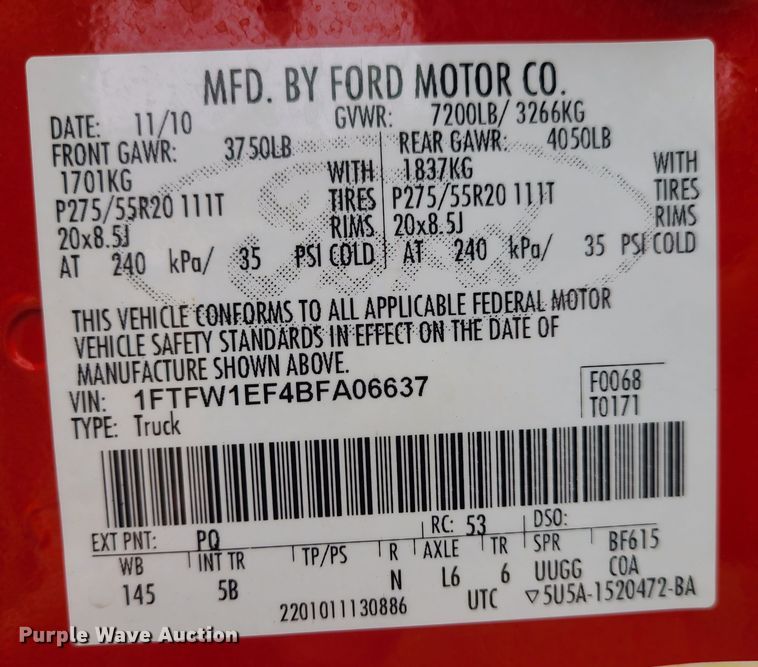 MFD. BY FORD MOTOR CO.
DATE: 11/10 GVWR: 7200LB/ 3266KG
FRONT GAWR: 3750LB REAR GAWR: 4050LB
1701KG WITH 1837KG WITH
P275/55R20 111T TIRES P275/55R20 111T TIRES
20x8.5J RIMS 20x8.5J RIMS
AT 240 kPa/ 35 PSI COLD AT 240 kPa/ 35 PSI COLD
Ford
THIS VEHICLE CONFORMS TO ALL APPLICABLE FEDERAL MOTOR
VEHICLE SAFETY STANDARDS IN EFFECT ON THE DATE OF
MANUFACTURE SHOWN ABOVE.
VIN: 1FTFW1EF4BFA06637 F0068
TYPE: Truck T0171
EXT PNT: PQ RC: 53 DSO:
WB INT TR TP/PS R AXLE TR SPR BF615
145 5B N L6 6 UUGG COA
2201011130886 UTC ▽5U5A-1520472-BA
Purple Wave Auction